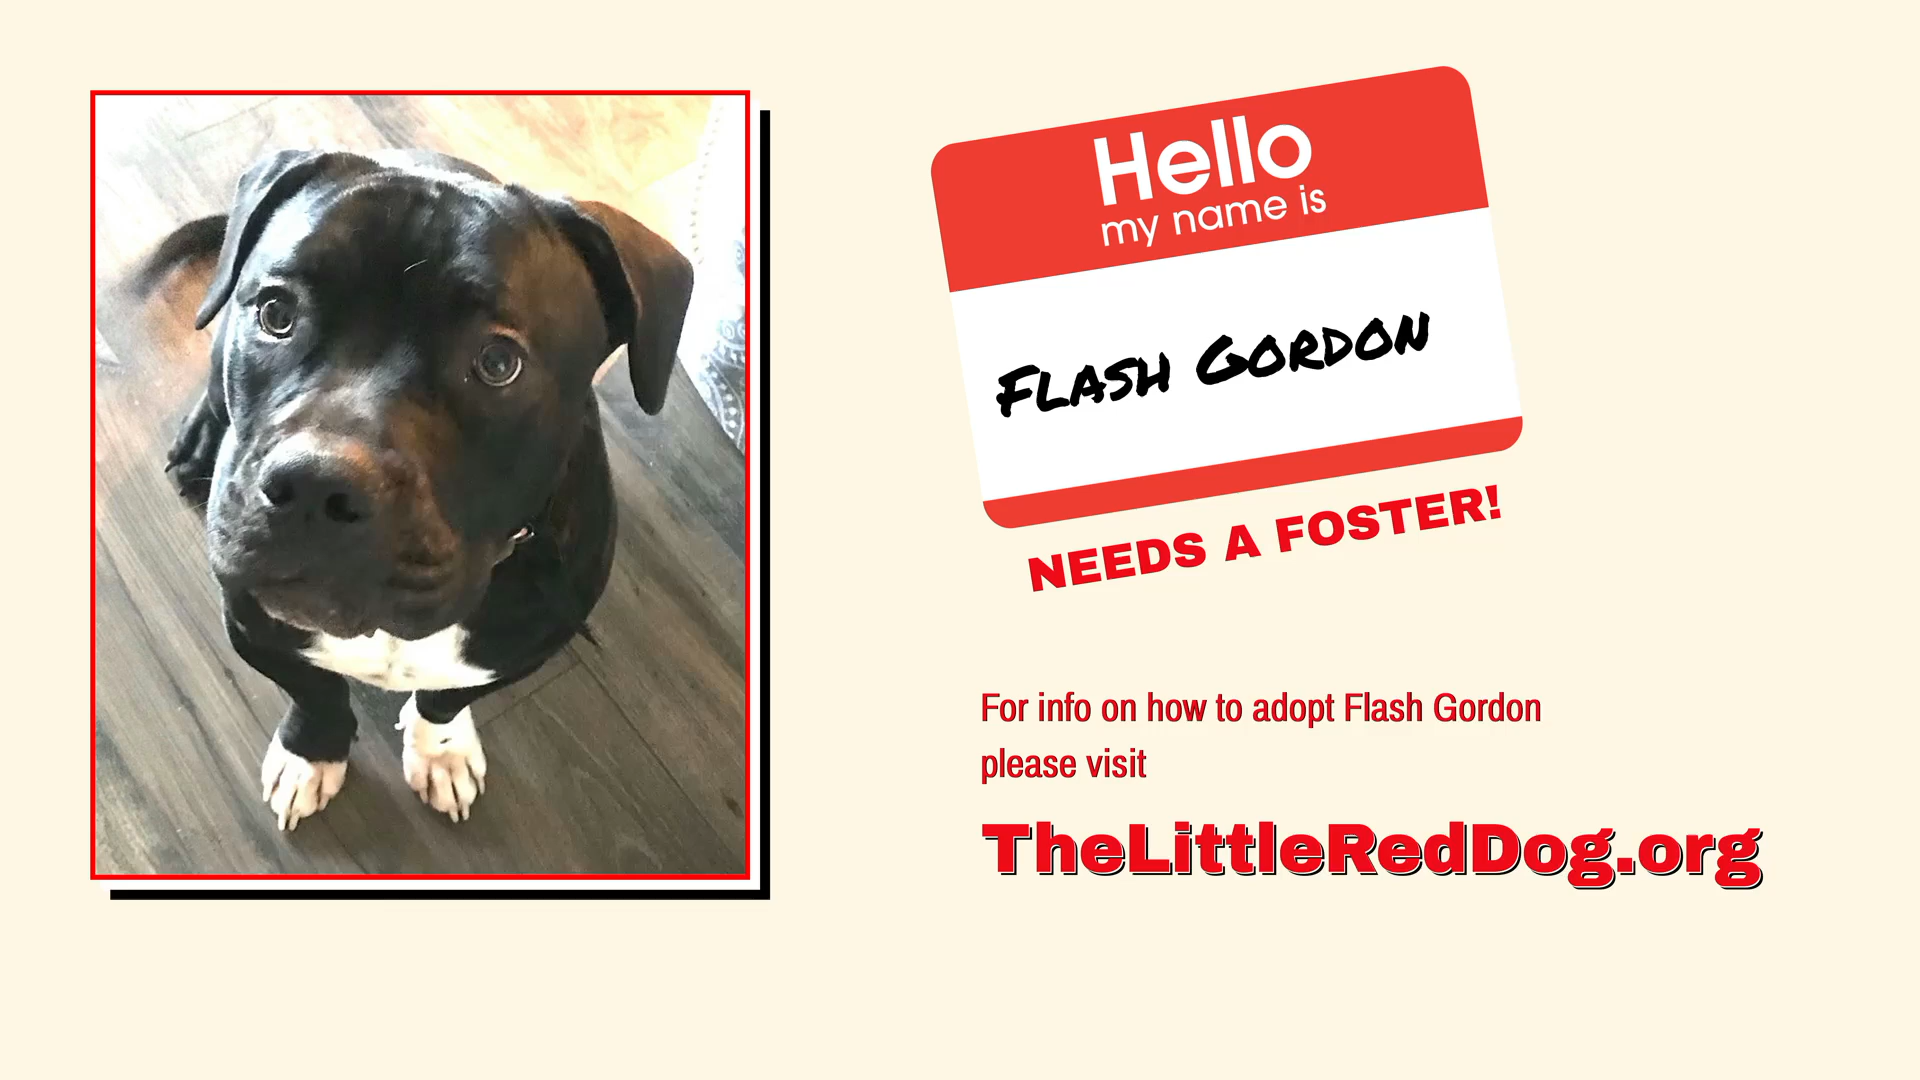 Hello
my name is
Flash Gordon
NEEDS A FOSTER!
For info on how to adopt Flash Gordon
please visit
TheLittleRedDog.org